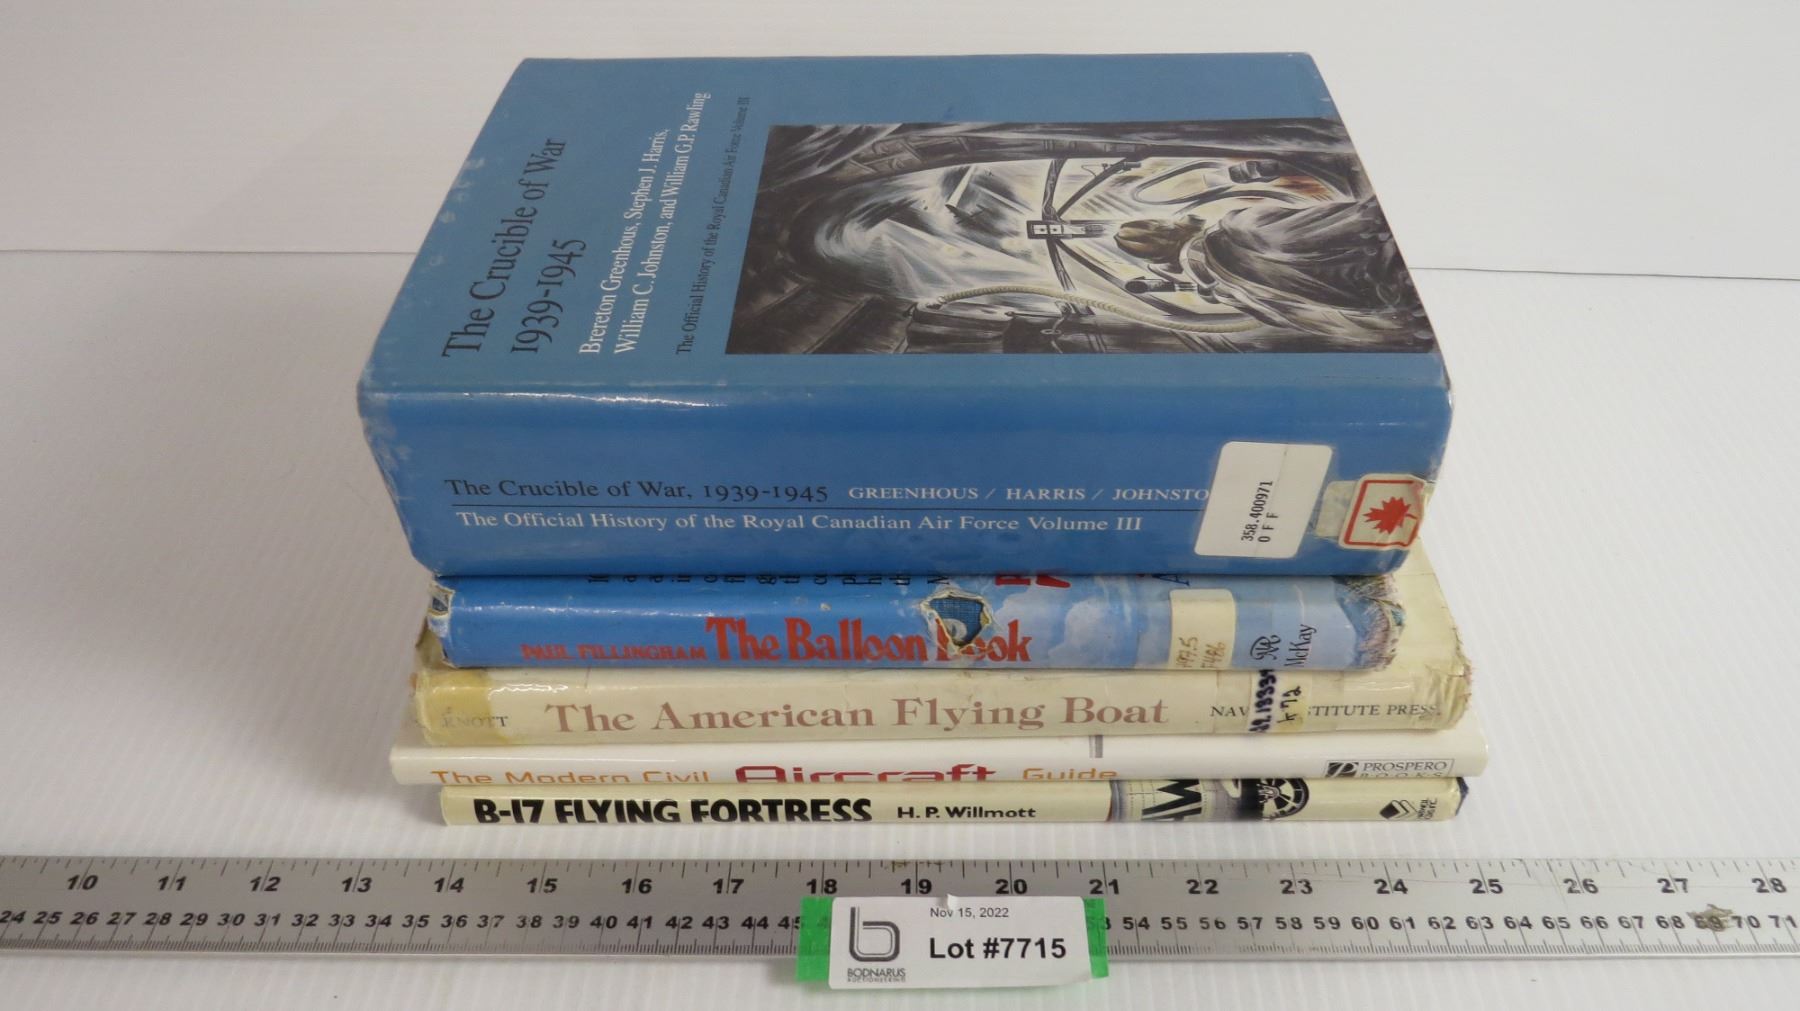 The Crucible of War
1939-1945
Brereton Greenhous, Stephen J. Harris,
William C. Johnston, and William G.P. Rawling
The Official History of the Royal Canadian Air Force Volume III
The Crucible of War, 1939-1945 GREENHOUS / HARRIS / JOHNSTO
The Official History of the Royal Canadian Air Force Volume III
358.400971
OFF
PAUL FILLINGHAM The Balloon ook
McKay
RNOTT The American Flying Boat NAV STITUTE PRESS
The Modern Civil Aircraft Guide PROSPERO
BOOKS
B-17 FLYING FORTRESS H. P. Willmott
10 11 12 13 14 15 16 17 18 19 20 21 22 23 24 25 26 27 28
24 25 26 27 28 29 30 31 32 33 34 35 36 37 38 39 40 41 42 43 44 45 53 54 55 56 57 58 59 60 61 62 63 64 65 66 67 68 69 70 71
Nov 15, 2022
Lot #7715
BODNARUS
AUCTIONEERING